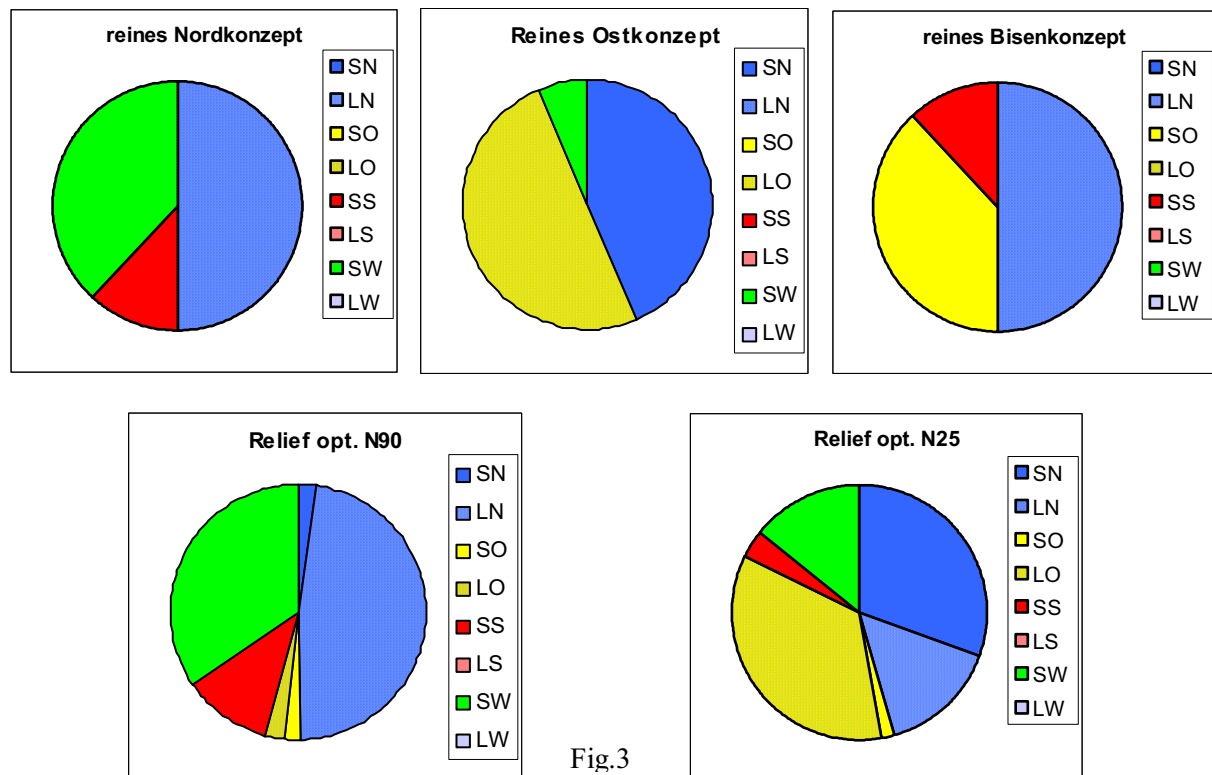 reines Nordkonzept
SN
LN
SO
LO
SS
LS
SW
LW
Reines Ostkonzept
SN
LN
SO
LO
SS
LS
SW
LW
reines Bisenkonzept
SN
LN
SO
LO
SS
LS
SW
LW
Relief opt. N90
SN
LN
SO
LO
SS
LS
SW
LW
Relief opt. N25
SN
LN
SO
LO
SS
LS
SW
LW
Fig.3